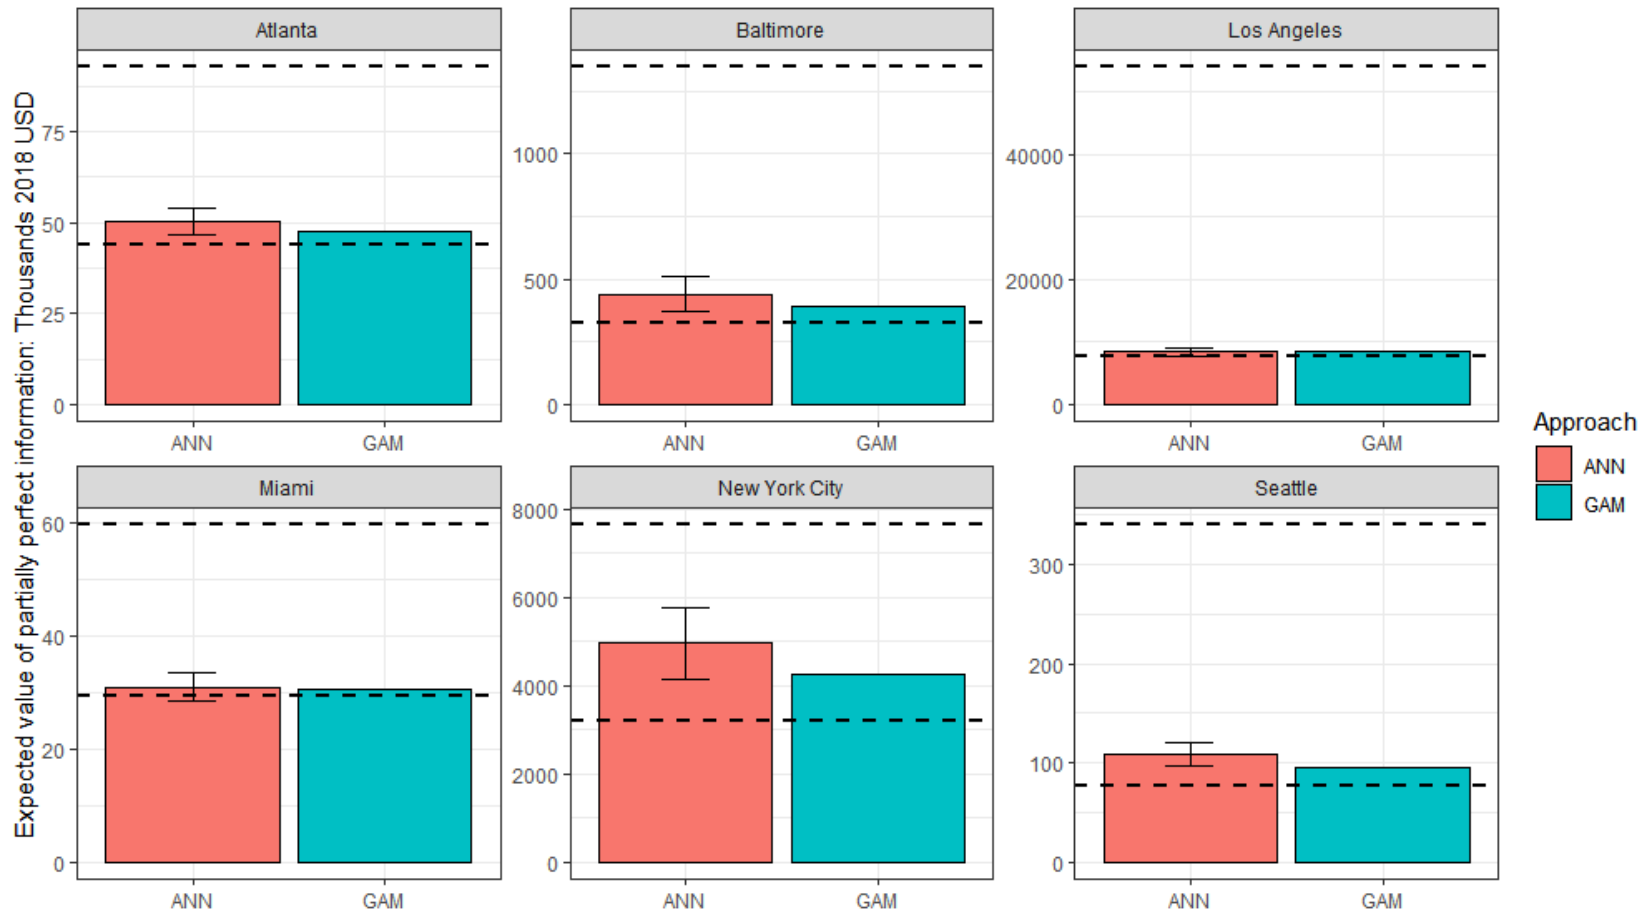 Expected value of partially perfect information: Thousands 2018 USD
Atlanta
75
50
25
0
ANN GAM
Baltimore
1000
500
0
ANN GAM
Los Angeles
40000
20000
0
ANN GAM
Miami
60
40
20
0
ANN GAM
New York City
8000
6000
4000
2000
0
ANN GAM
Seattle
300
200
100
0
ANN GAM
Approach
ANN
GAM